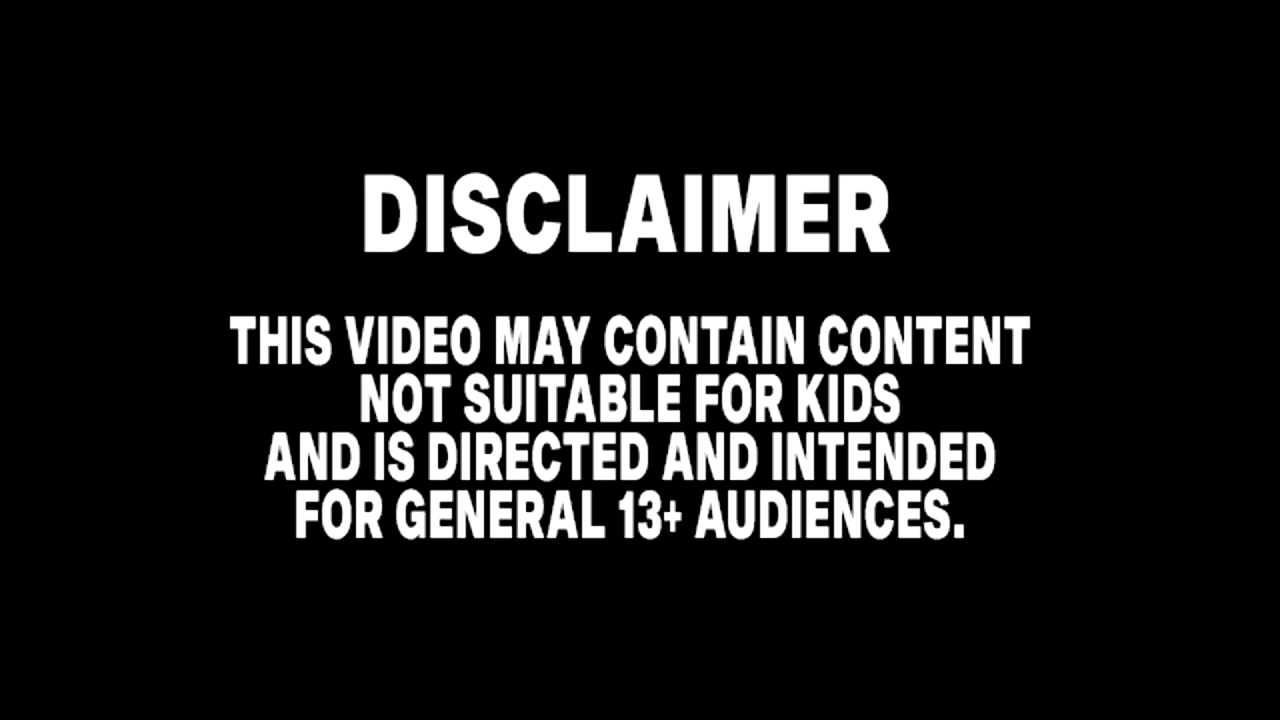 DISCLAIMER
THIS VIDEO MAY CONTAIN CONTENT
NOT SUITABLE FOR KIDS
AND IS DIRECTED AND INTENDED
FOR GENERAL 13+ AUDIENCES.